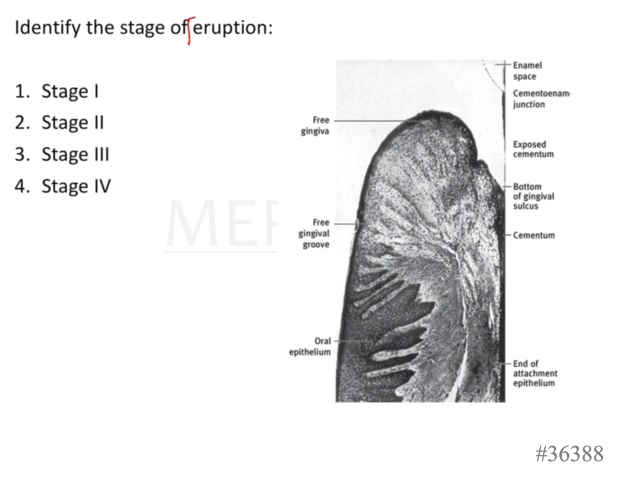 Identify the stage of eruption:
1. Stage I
2. Stage II
3. Stage III
4. Stage IV
Enamel
space
Cementoenam
junction
Free
gingiva
Exposed
cementum
Bottom
of gingival
sulcus
Free
gingival
groove
Cementum
Oral
epithelium
End of
attachment
epithelium
#36388